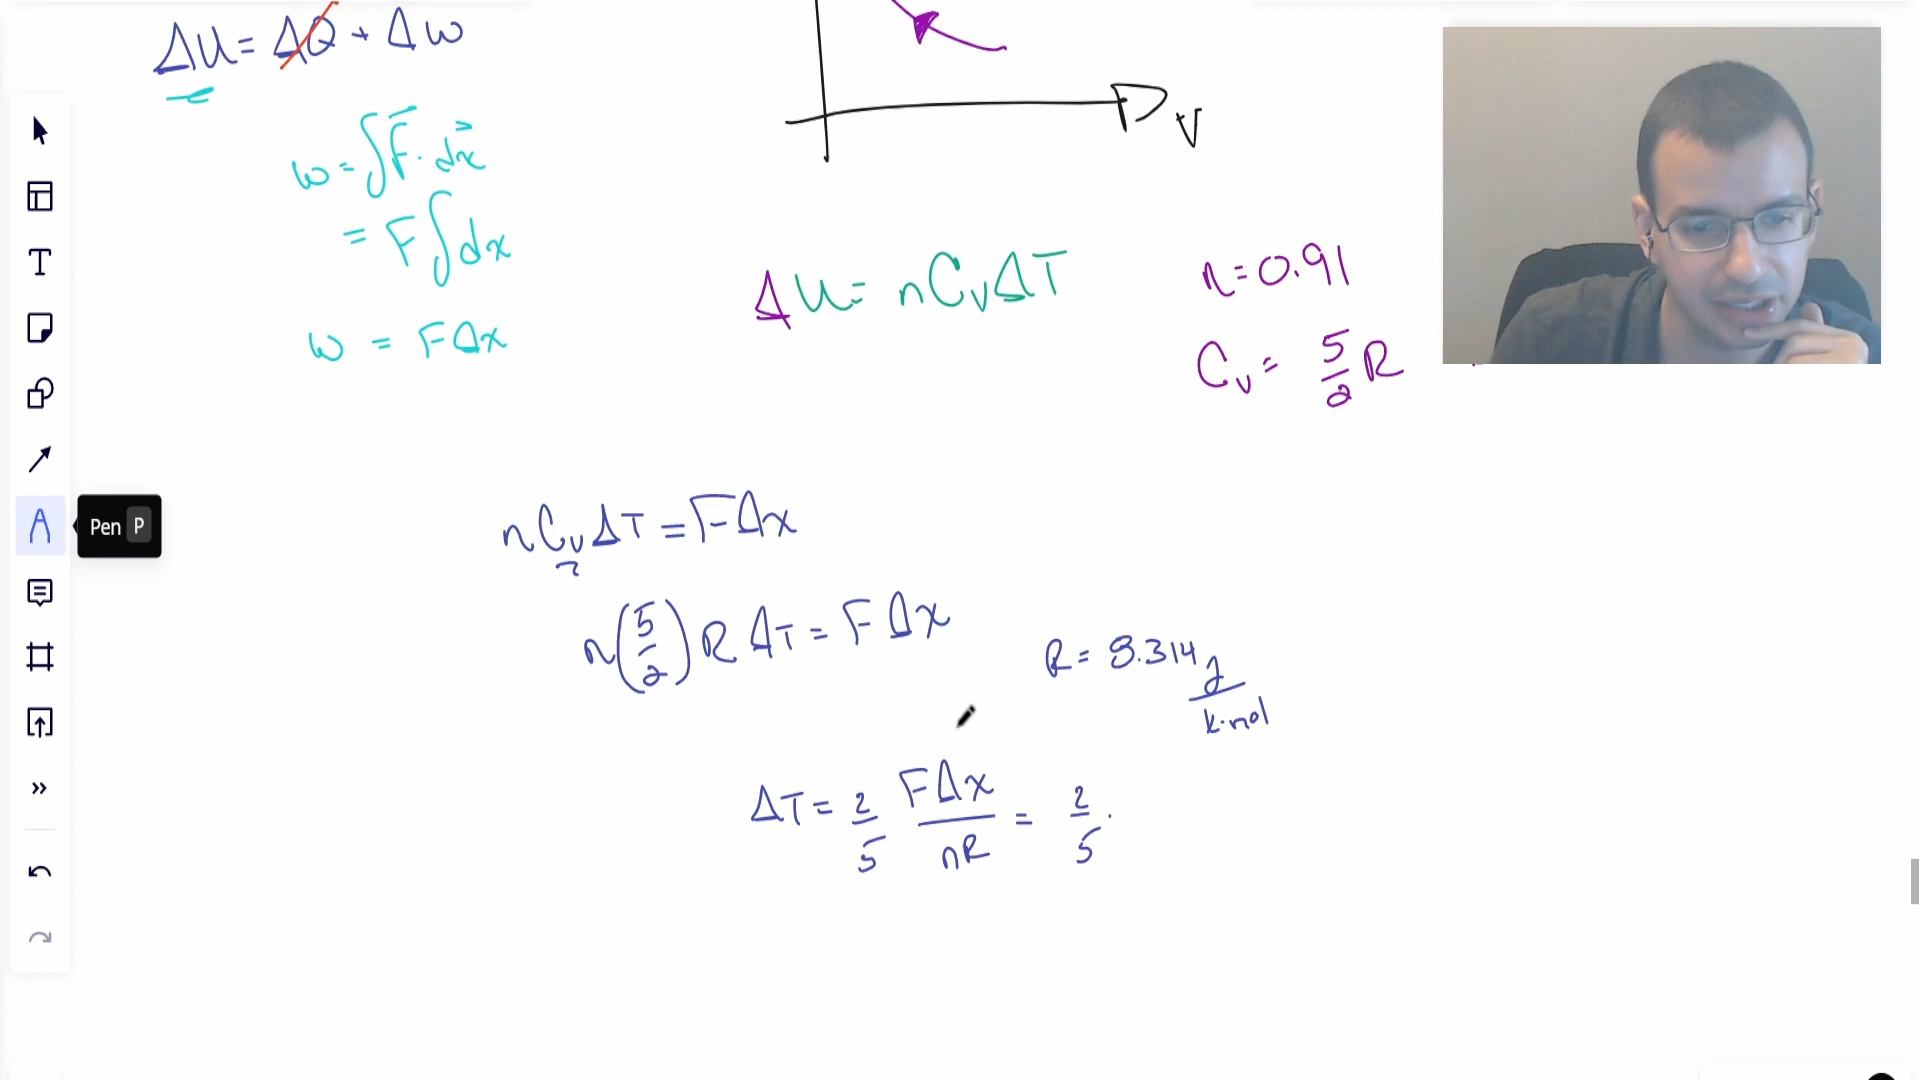 ΔU = ΔQ + Δw
w = ∫F⃗ · dx⃗
= F∫dx
w = FΔx
V
ΔU = nCvΔT
n = 0.91
Cv = 5/2 R
T
Pen P
nCvΔT = FΔx
n(5/2)RΔT = FΔx
R = 8.314 J/k·mol
ΔT = 2/5 FΔx/nR = 2/5 ·